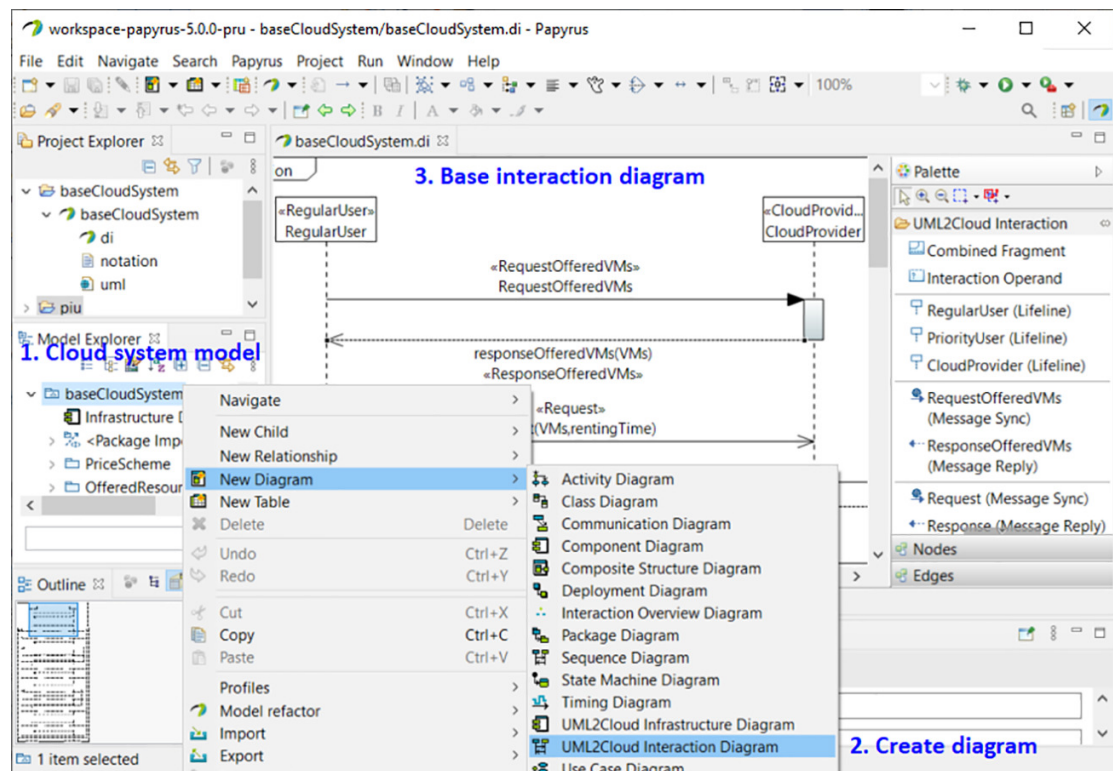 workspace-papyrus-5.0.0-pru - baseCloudSystem/baseCloudSystem.di - Papyrus
File Edit Navigate Search Papyrus Project Run Window Help
100%
B I A
Project Explorer
baseCloudSystem
baseCloudSystem
di
notation
uml
piu
Model Explorer
1. Cloud system model
baseCloudSystem
Infrastructure D
<Package Imp
PriceScheme
OfferedResour
Outline
1 item selected
baseCloudSystem.di
on
3. Base interaction diagram
«RegularUser»
RegularUser
«CloudProvid...
CloudProvider
«RequestOfferedVMs»
RequestOfferedVMs
responseOfferedVMs(VMs)
«ResponseOfferedVMs»
«Request»
(VMs,rentingTime)
Navigate
New Child
New Relationship
New Diagram
New Table
Delete Delete
Undo Ctrl+Z
Redo Ctrl+Y
Cut Ctrl+X
Copy Ctrl+C
Paste Ctrl+V
Profiles
Model refactor
Import
Export
Activity Diagram
Class Diagram
Communication Diagram
Component Diagram
Composite Structure Diagram
Deployment Diagram
Interaction Overview Diagram
Package Diagram
Sequence Diagram
State Machine Diagram
Timing Diagram
UML2Cloud Infrastructure Diagram
UML2Cloud Interaction Diagram
Use Case Diagram
2. Create diagram
Palette
UML2Cloud Interaction
Combined Fragment
Interaction Operand
RegularUser (Lifeline)
PriorityUser (Lifeline)
CloudProvider (Lifeline)
RequestOfferedVMs
(Message Sync)
ResponseOfferedVMs
(Message Reply)
Request (Message Sync)
Response (Message Reply)
Nodes
Edges